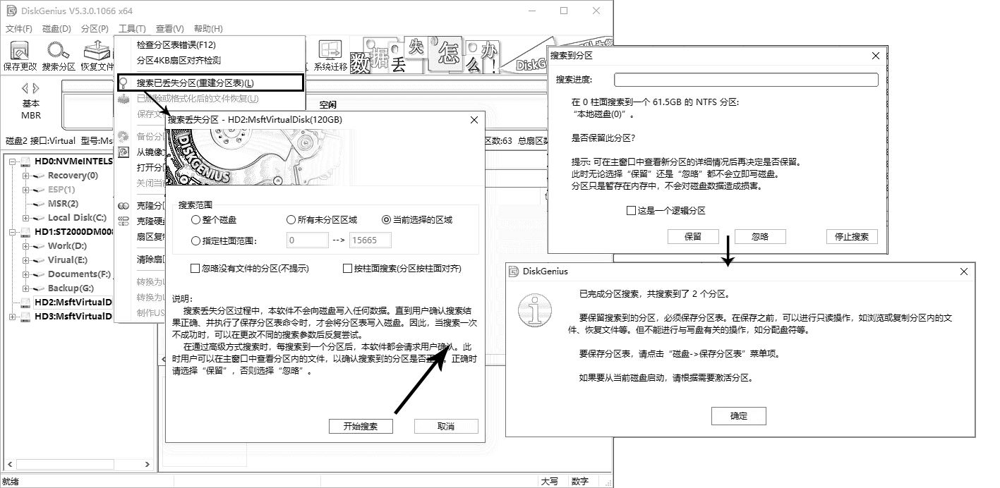 DiskGenius V5.3.0.1066 x64
文件(F) 磁盘(D) 分区(P) 工具(T) 查看(V) 帮助(H)
保存更改 搜索分区 恢复文件
系统迁移
数据丢失怎么办!
DiskG
检查分区表错误(F12)
分区4KB扇区对齐检测
搜索已丢失分区(重建分区表)(L)
已删除或格式化后的文件恢复(U)
保存文
备份分区
从镜像文
打开分区
关闭当前
克隆分区
克隆硬盘
扇区复制
清除扇区
转换为
转换为
制作US
基本
MBR
空闲
磁盘2 接口:Virtual 型号:Ms
区数:63 总扇区数
HD0:NVMeINTELS
Recovery(0)
ESP(1)
MSR(2)
Local Disk(C:)
HD1:ST2000DM008
Work(D:)
Virual(E:)
Documents(F:)
Backup(G:)
HD2:MsftVirtualD
HD3:MsftVirtualD
就绪
大写
数字
搜索丢失分区 - HD2:MsftVirtualDisk(120GB)
DISKGENIUS
搜索范围
整个磁盘 所有未分区区域 当前选择的区域
指定柱面范围: 0 --> 15665
忽略没有文件的分区(不提示) 按柱面搜索(分区按柱面对齐)
说明:
搜索丢失分区过程中，本软件不会向磁盘写入任何数据。直到用户确认搜索结
果正确、并执行了保存分区表命令时，才会将分区表写入磁盘。因此，当搜索一次
不成功时，可以在更改不同的搜索参数后反复尝试。
在通过高级方式搜索时，每搜索到一个分区后，本软件都会请求用户确认。此
时用户可以在主窗口中查看分区内的文件，以确认搜索到的分区是否正 。正确时
请选择“保留”，否则选择“忽略”。
开始搜索 取消
搜索到分区
搜索进度:
在 0 柱面搜索到一个 61.5GB 的 NTFS 分区:
“本地磁盘(0)”。
是否保留此分区?
提示: 可在主窗口中查看新分区的详细情况后再决定是否保留。
此时无论选择“保留”还是“忽略”都不会立即写磁盘。
分区只是暂存在内存中，不会对磁盘数据造成损害。
这是一个逻辑分区
保留 忽略 停止搜索
DiskGenius
已完成分区搜索，共搜索到了 2 个分区。
要保留搜索到的分区，必须保存分区表。在保存之前，可以进行只读操作，如浏览或复制分区内的文
件、恢复文件等。但不能进行与写盘有关的操作，如分配盘符等。
要保存分区表，请点击“磁盘->保存分区表”菜单项。
如果要从当前磁盘启动，请根据需要激活分区。
确定